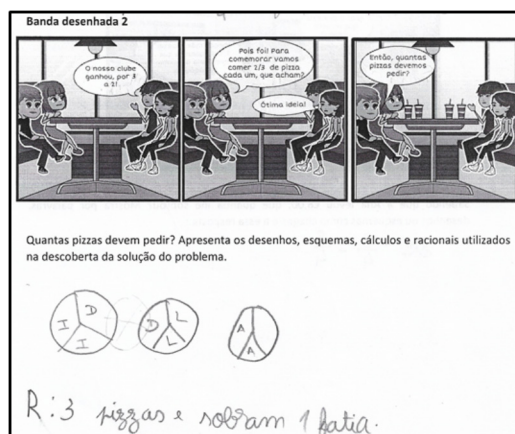 Banda desenhada 2
O nosso clube
ganhou, por 3
a 2!
Pois foi! Para
comemorar vamos
comer 2/3 de pizza
cada um, que acham?
Ótima ideia!
Então, quantas
pizzas devemos
pedir?
Quantas pizzas devem pedir? Apresenta os desenhos, esquemas, cálculos e racionais utilizados
na descoberta da solução do problema.
I D I
D L L
A A
R: 3 pizzas e sobram 1 fatia.